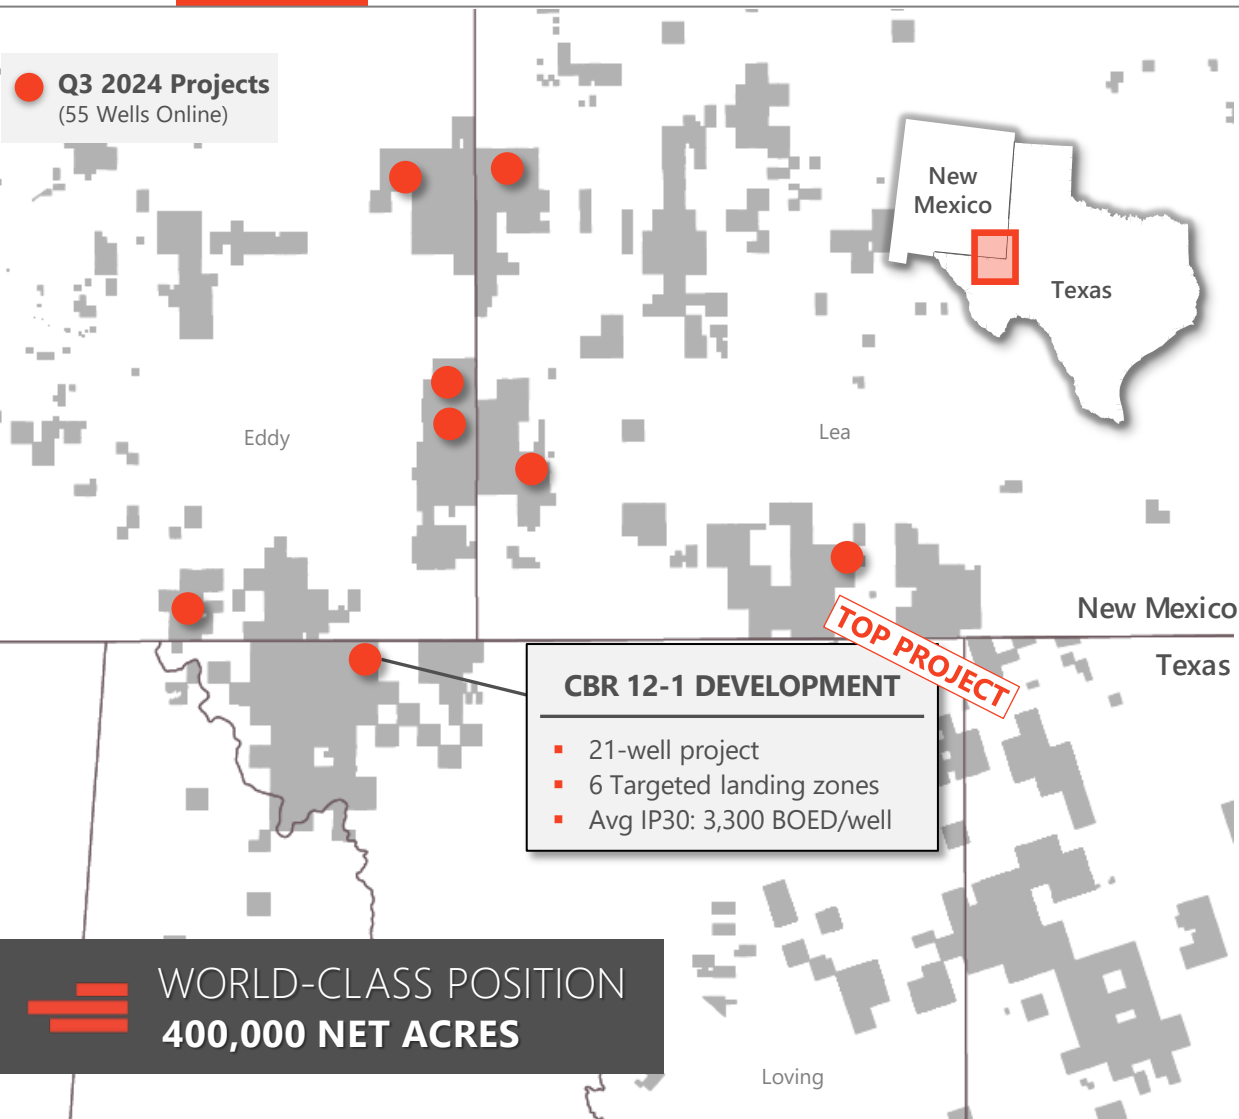 Q3 2024 Projects
(55 Wells Online)
New
Mexico
Texas
Eddy
Lea
New Mexico
Texas
TOP PROJECT
CBR 12-1 DEVELOPMENT
▪ 21-well project
▪ 6 Targeted landing zones
▪ Avg IP30: 3,300 BOED/well
WORLD-CLASS POSITION
400,000 NET ACRES
Loving